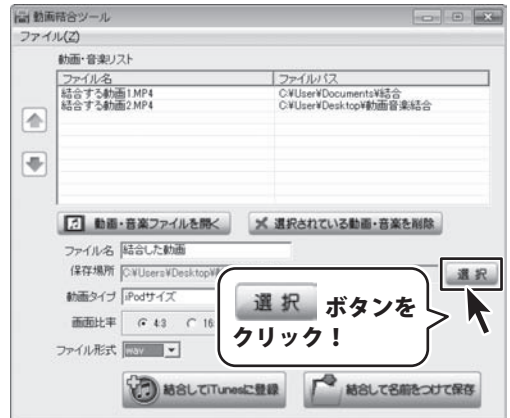 動画結合ツール
ファイル(Z)
動画・音楽リスト
ファイル名 ファイルパス
結合する動画1.MP4 C:¥User¥Documents¥結合
結合する動画2.MP4 C:¥User¥Desktop¥動画音楽結合
動画・音楽ファイルを開く 選択されている動画・音楽を削除
ファイル名 結合した動画
保存場所 C:¥Users¥Desktop¥ 選択
動画タイプ iPodサイズ
画面比率 4:3 16:
ファイル形式 wav
選択 ボタンを
クリック!
結合してiTunesに登録 結合して名前をつけて保存